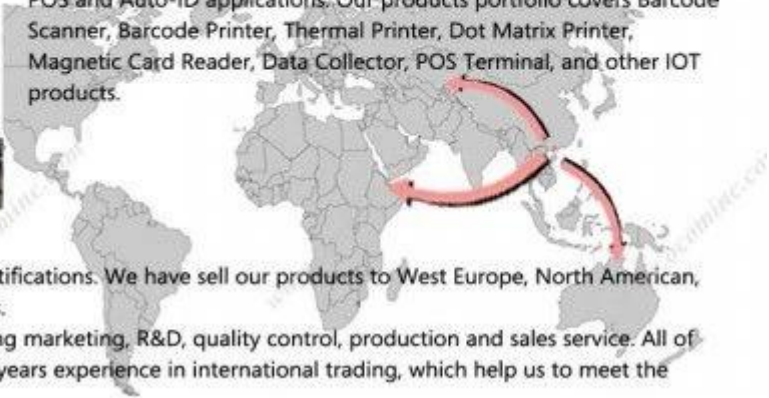 POS and Auto-ID applications. Our products portfolio covers Barcode
Scanner, Barcode Printer, Thermal Printer, Dot Matrix Printer,
Magnetic Card Reader, Data Collector, POS Terminal, and other IOT
products.
tifications. We have sell our products to West Europe, North American,
ng marketing, R&D, quality control, production and sales service. All of
years experience in international trading, which help us to meet the